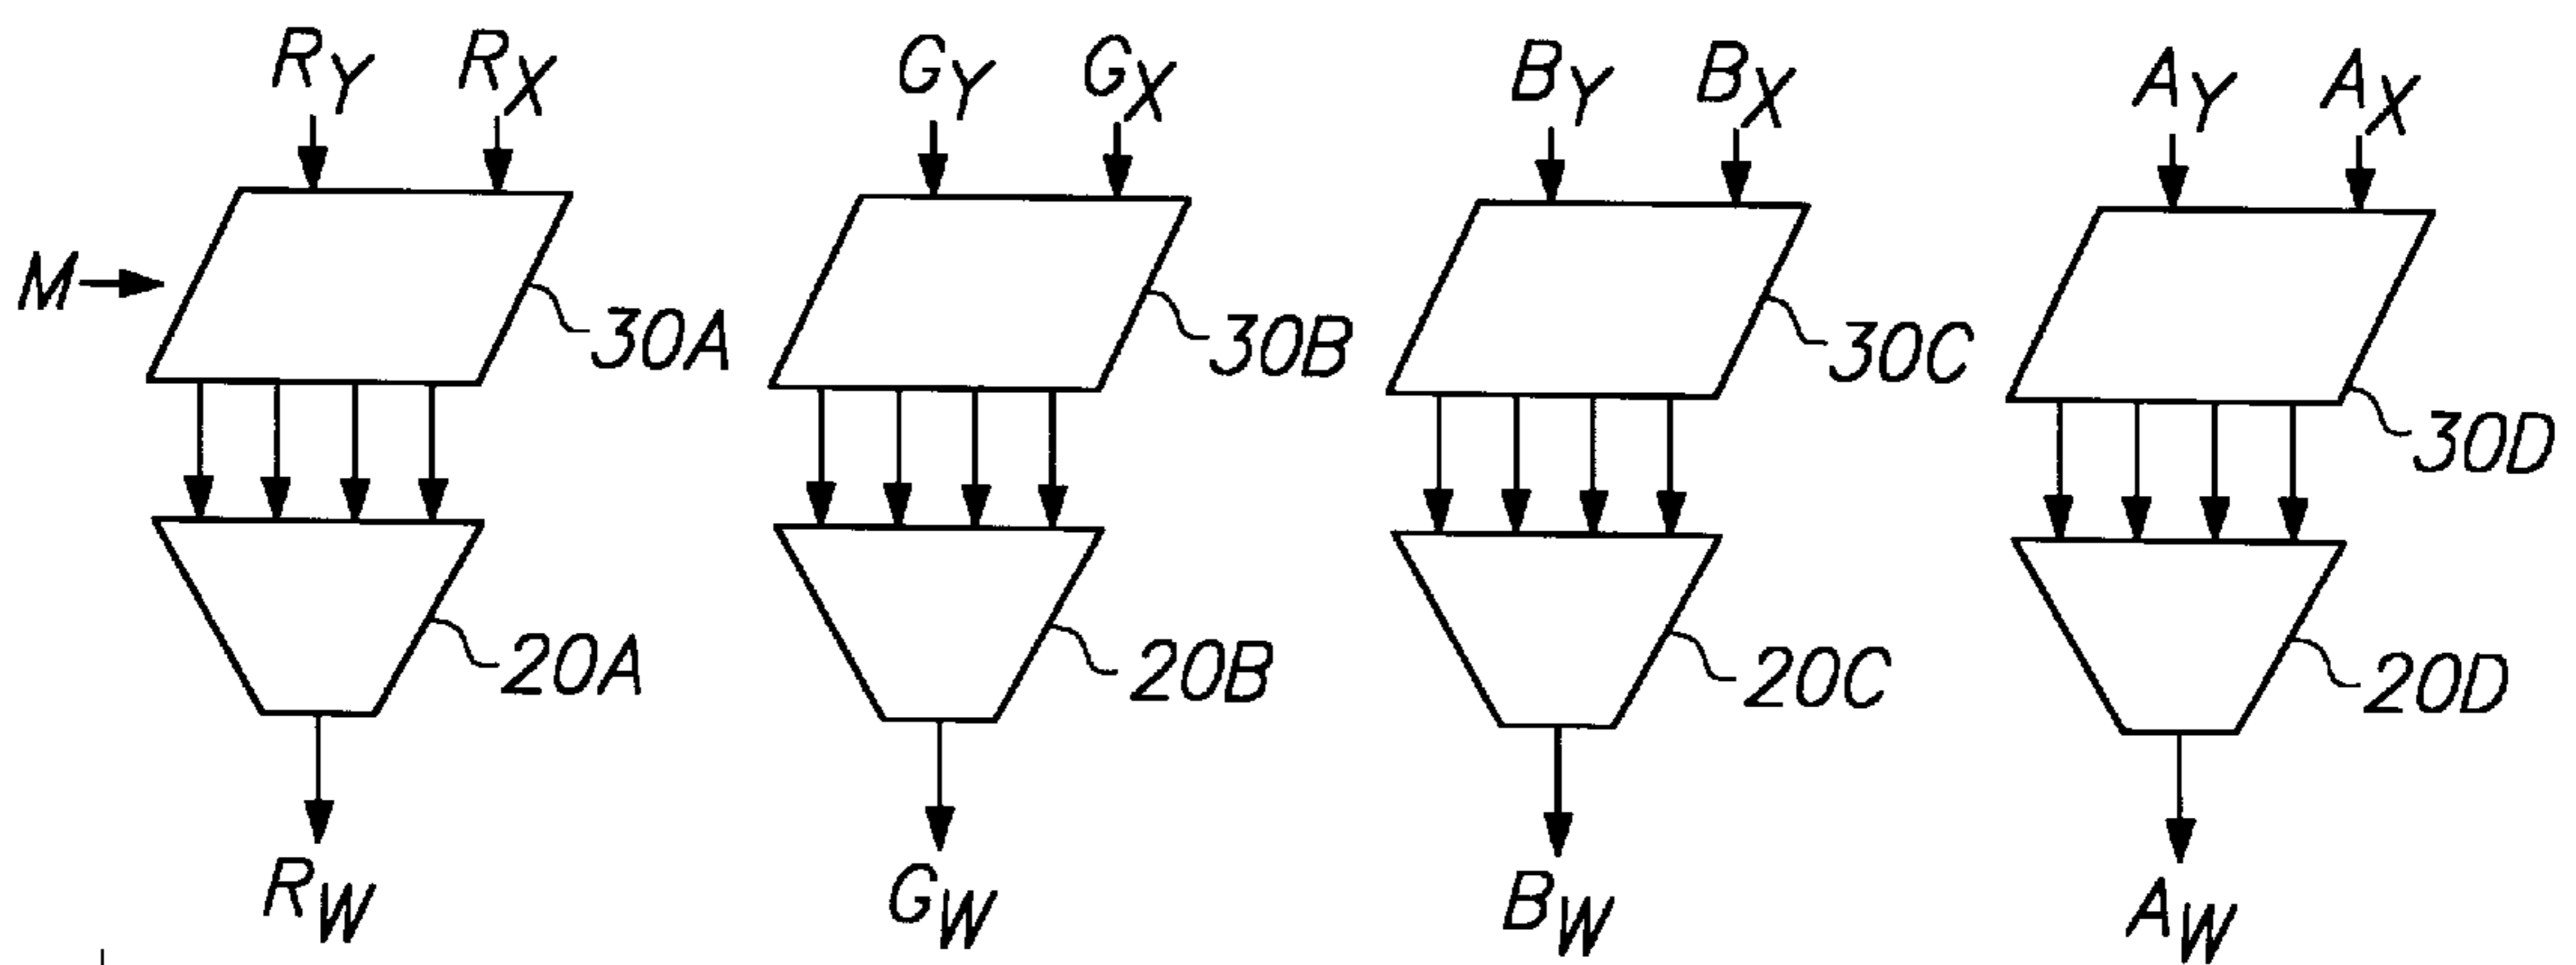 RY RX GY GX BY BX AY AX
M
30A 30B 30C 30D
20A 20B 20C 20D
RW GW BW AW